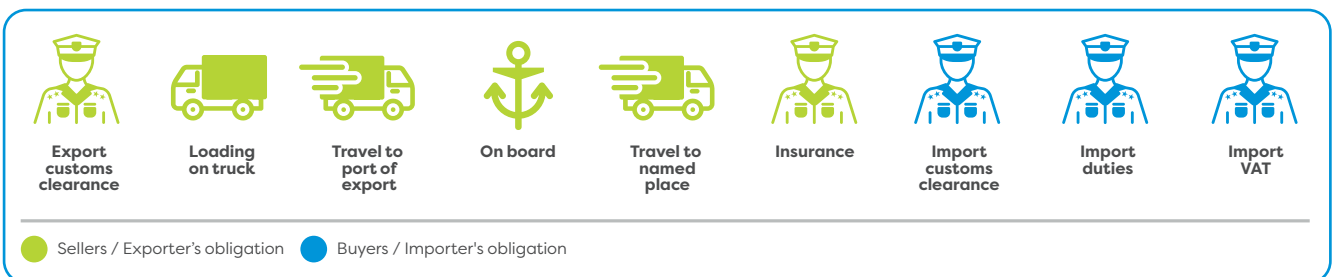 Export
customs
clearance
Loading
on truck
Travel to
port of
export
On board
Travel to
named
place
Insurance
Import
customs
clearance
Import
duties
Import
VAT
Sellers / Exporter’s obligation
Buyers / Importer's obligation